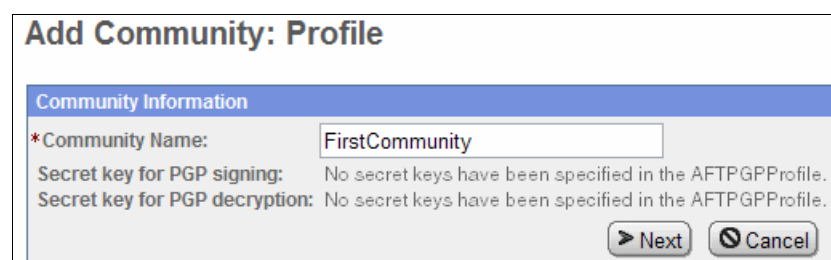 Add Community: Profile
Community Information
*Community Name: FirstCommunity
Secret key for PGP signing: No secret keys have been specified in the AFTPGPProfile.
Secret key for PGP decryption: No secret keys have been specified in the AFTPGPProfile.
Next Cancel